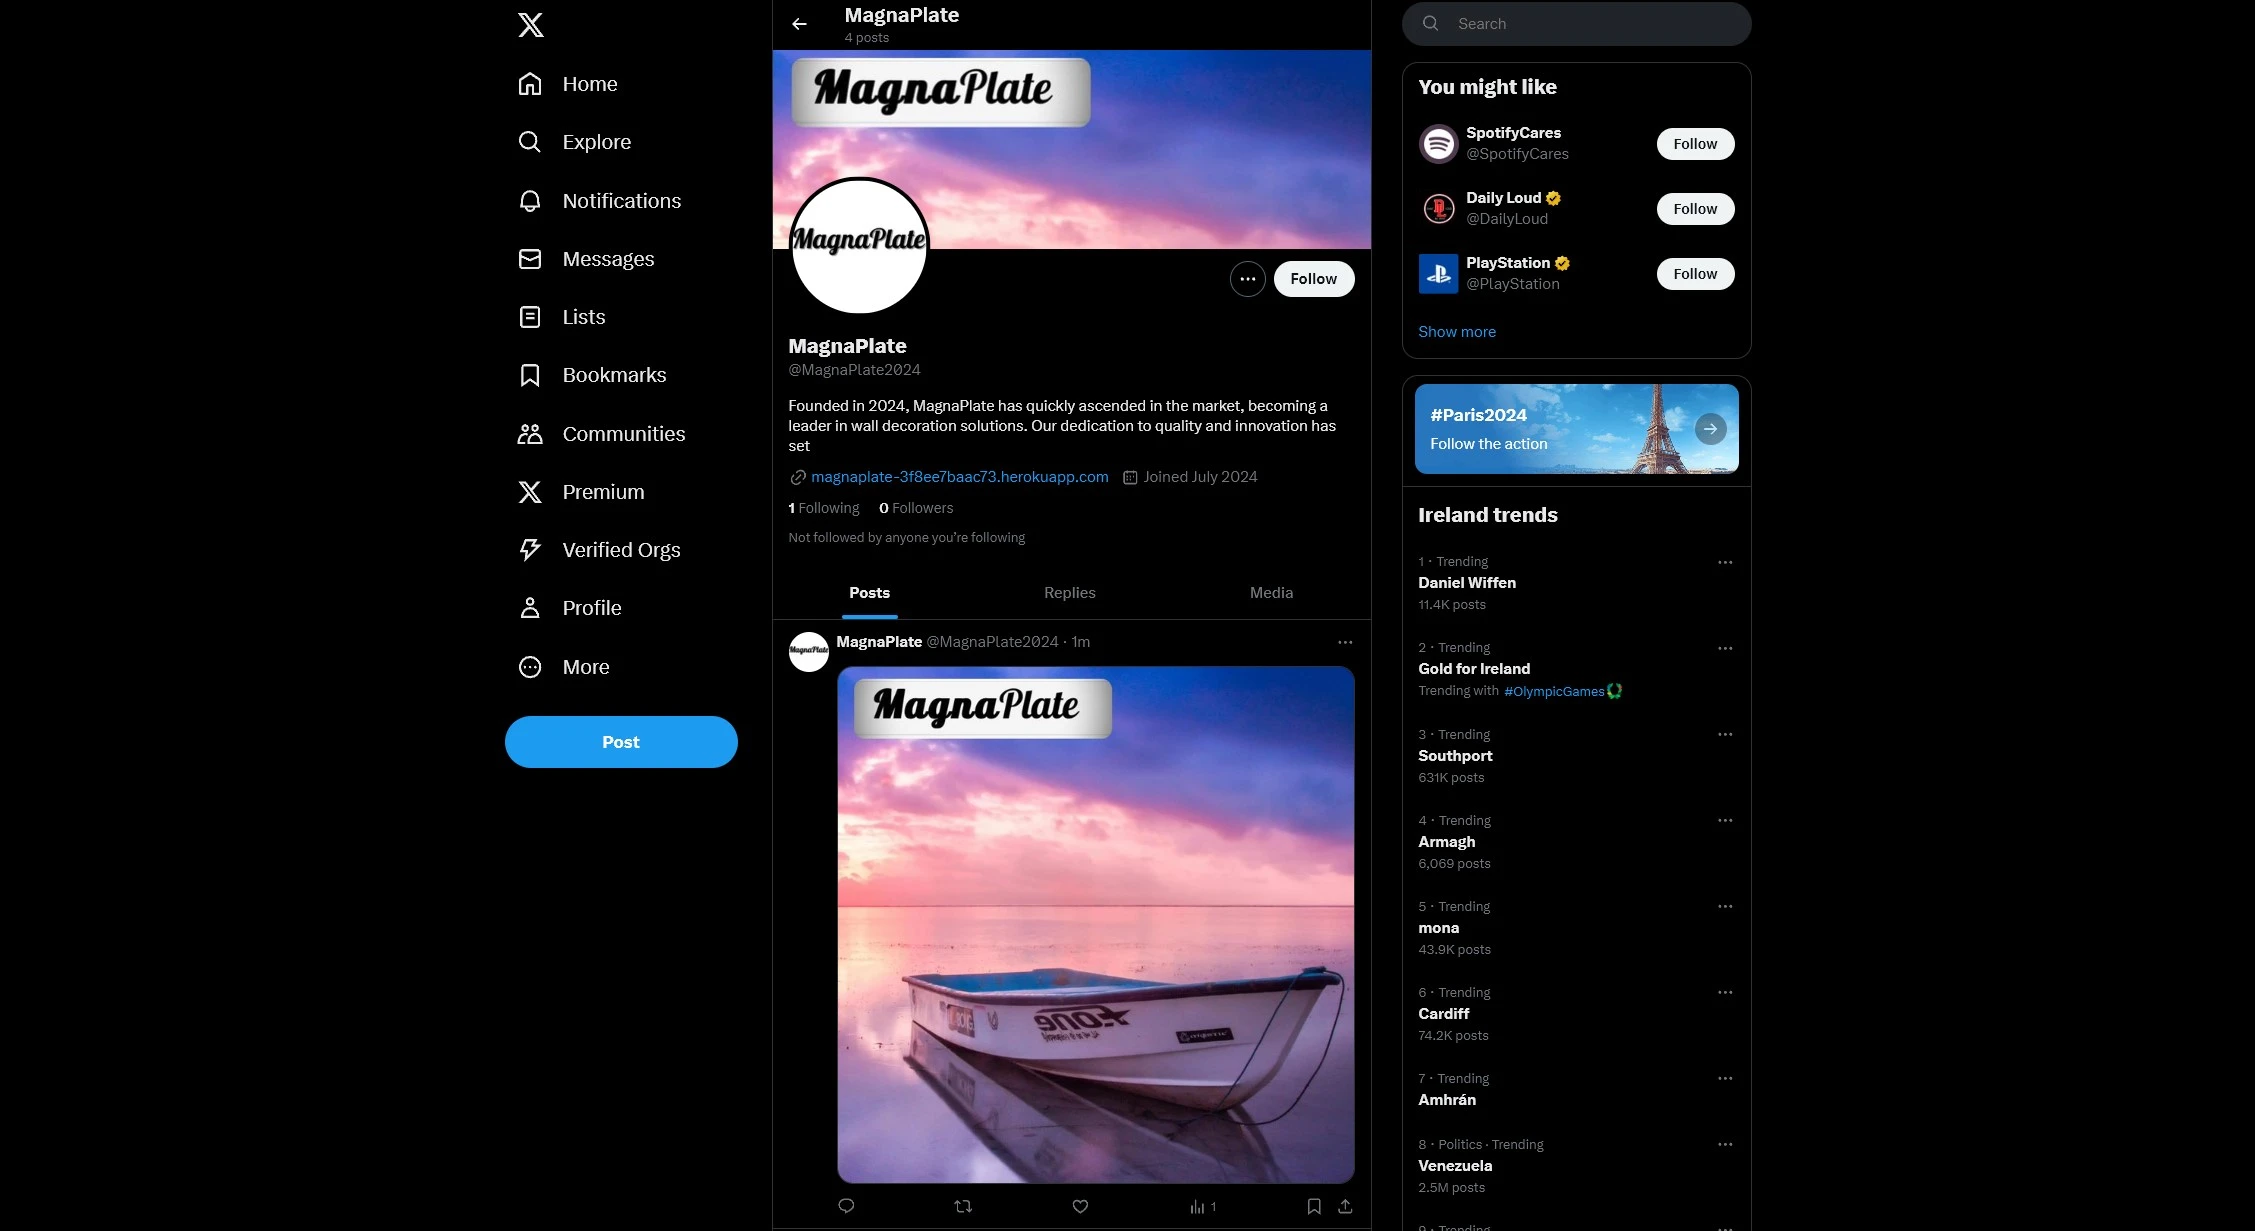 Home
Explore
Notifications
Messages
Lists
Bookmarks
Communities
Premium
Verified Orgs
Profile
More
Post
MagnaPlate
4 posts
MagnaPlate
MagnaPlate
Follow
MagnaPlate
@MagnaPlate2024
Founded in 2024, MagnaPlate has quickly ascended in the market, becoming a
leader in wall decoration solutions. Our dedication to quality and innovation has
set
magnaplate-3f8ee7baac73.herokuapp.com Joined July 2024
1 Following 0 Followers
Not followed by anyone you're following
Posts Replies Media
MagnaPlate @MagnaPlate2024 · 1m
MagnaPlate
MagnaPlate
1
Search
You might like
SpotifyCares
@SpotifyCares
Follow
Daily Loud
@DailyLoud
Follow
PlayStation
@PlayStation
Follow
Show more
#Paris2024
Follow the action
Ireland trends
1 · Trending
Daniel Wiffen
11.4K posts
2 · Trending
Gold for Ireland
Trending with #OlympicGames
3 · Trending
Southport
631K posts
4 · Trending
Armagh
6,069 posts
5 · Trending
mona
43.9K posts
6 · Trending
Cardiff
74.2K posts
7 · Trending
Amhrán
8 · Politics · Trending
Venezuela
2.5M posts
9 · Trending